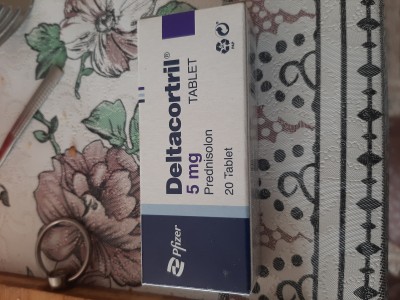 Deltacortril®
5 mg TABLET
Prednisolon
20 Tablet
Pfizer